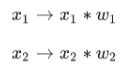 x₁ → x₁ * w₁
x₂ → x₂ * w₂